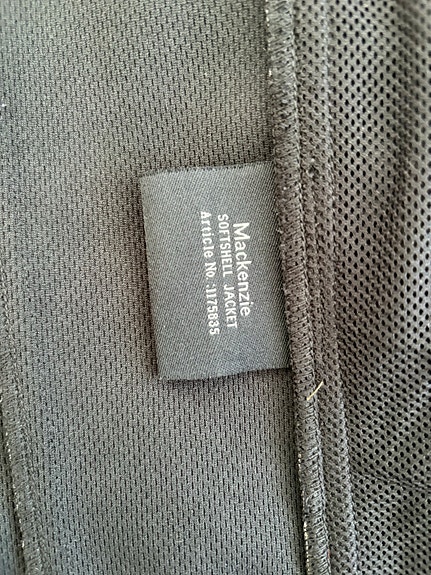 Mackenzie
SOFTSHELL JACKET
Article No.:1175835